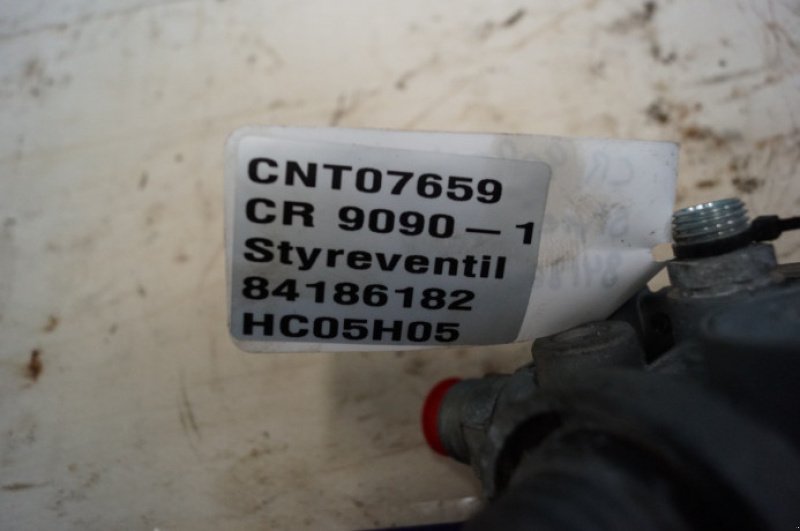 CNT07659
CR 9090-1
Styreventil
84186182
HC05H05